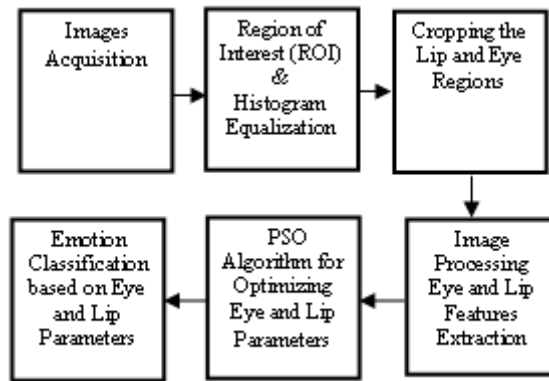 Images
Acquisition
Region of
Interest (ROI)
&
Histogram
Equalization
Cropping the
Lip and Eye
Regions
Image
Processing
Eye and Lip
Features
Extraction
PSO
Algorithm for
Optimizing
Eye and Lip
Parameters
Emotion
Classification
based on Eye
and Lip
Parameters